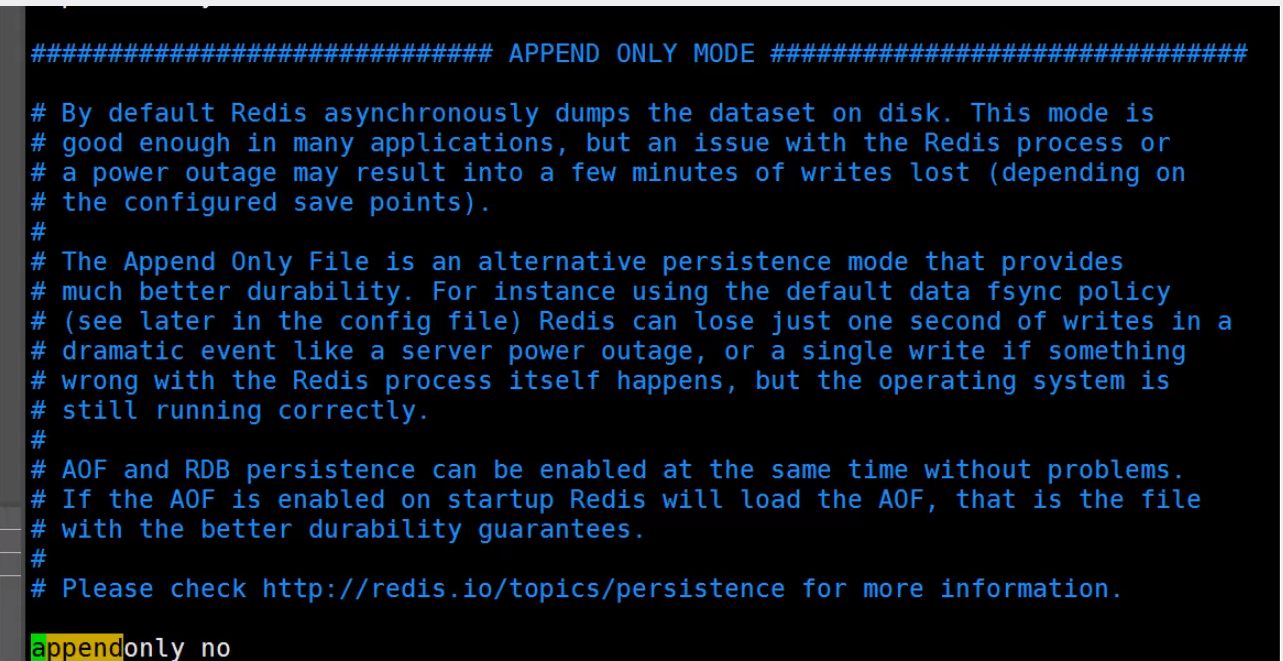 ############################## APPEND ONLY MODE ###############################
# By default Redis asynchronously dumps the dataset on disk. This mode is
# good enough in many applications, but an issue with the Redis process or
# a power outage may result into a few minutes of writes lost (depending on
# the configured save points).
#
# The Append Only File is an alternative persistence mode that provides
# much better durability. For instance using the default data fsync policy
# (see later in the config file) Redis can lose just one second of writes in a
# dramatic event like a server power outage, or a single write if something
# wrong with the Redis process itself happens, but the operating system is
# still running correctly.
#
# AOF and RDB persistence can be enabled at the same time without problems.
# If the AOF is enabled on startup Redis will load the AOF, that is the file
# with the better durability guarantees.
#
# Please check http://redis.io/topics/persistence for more information.
appendonly no